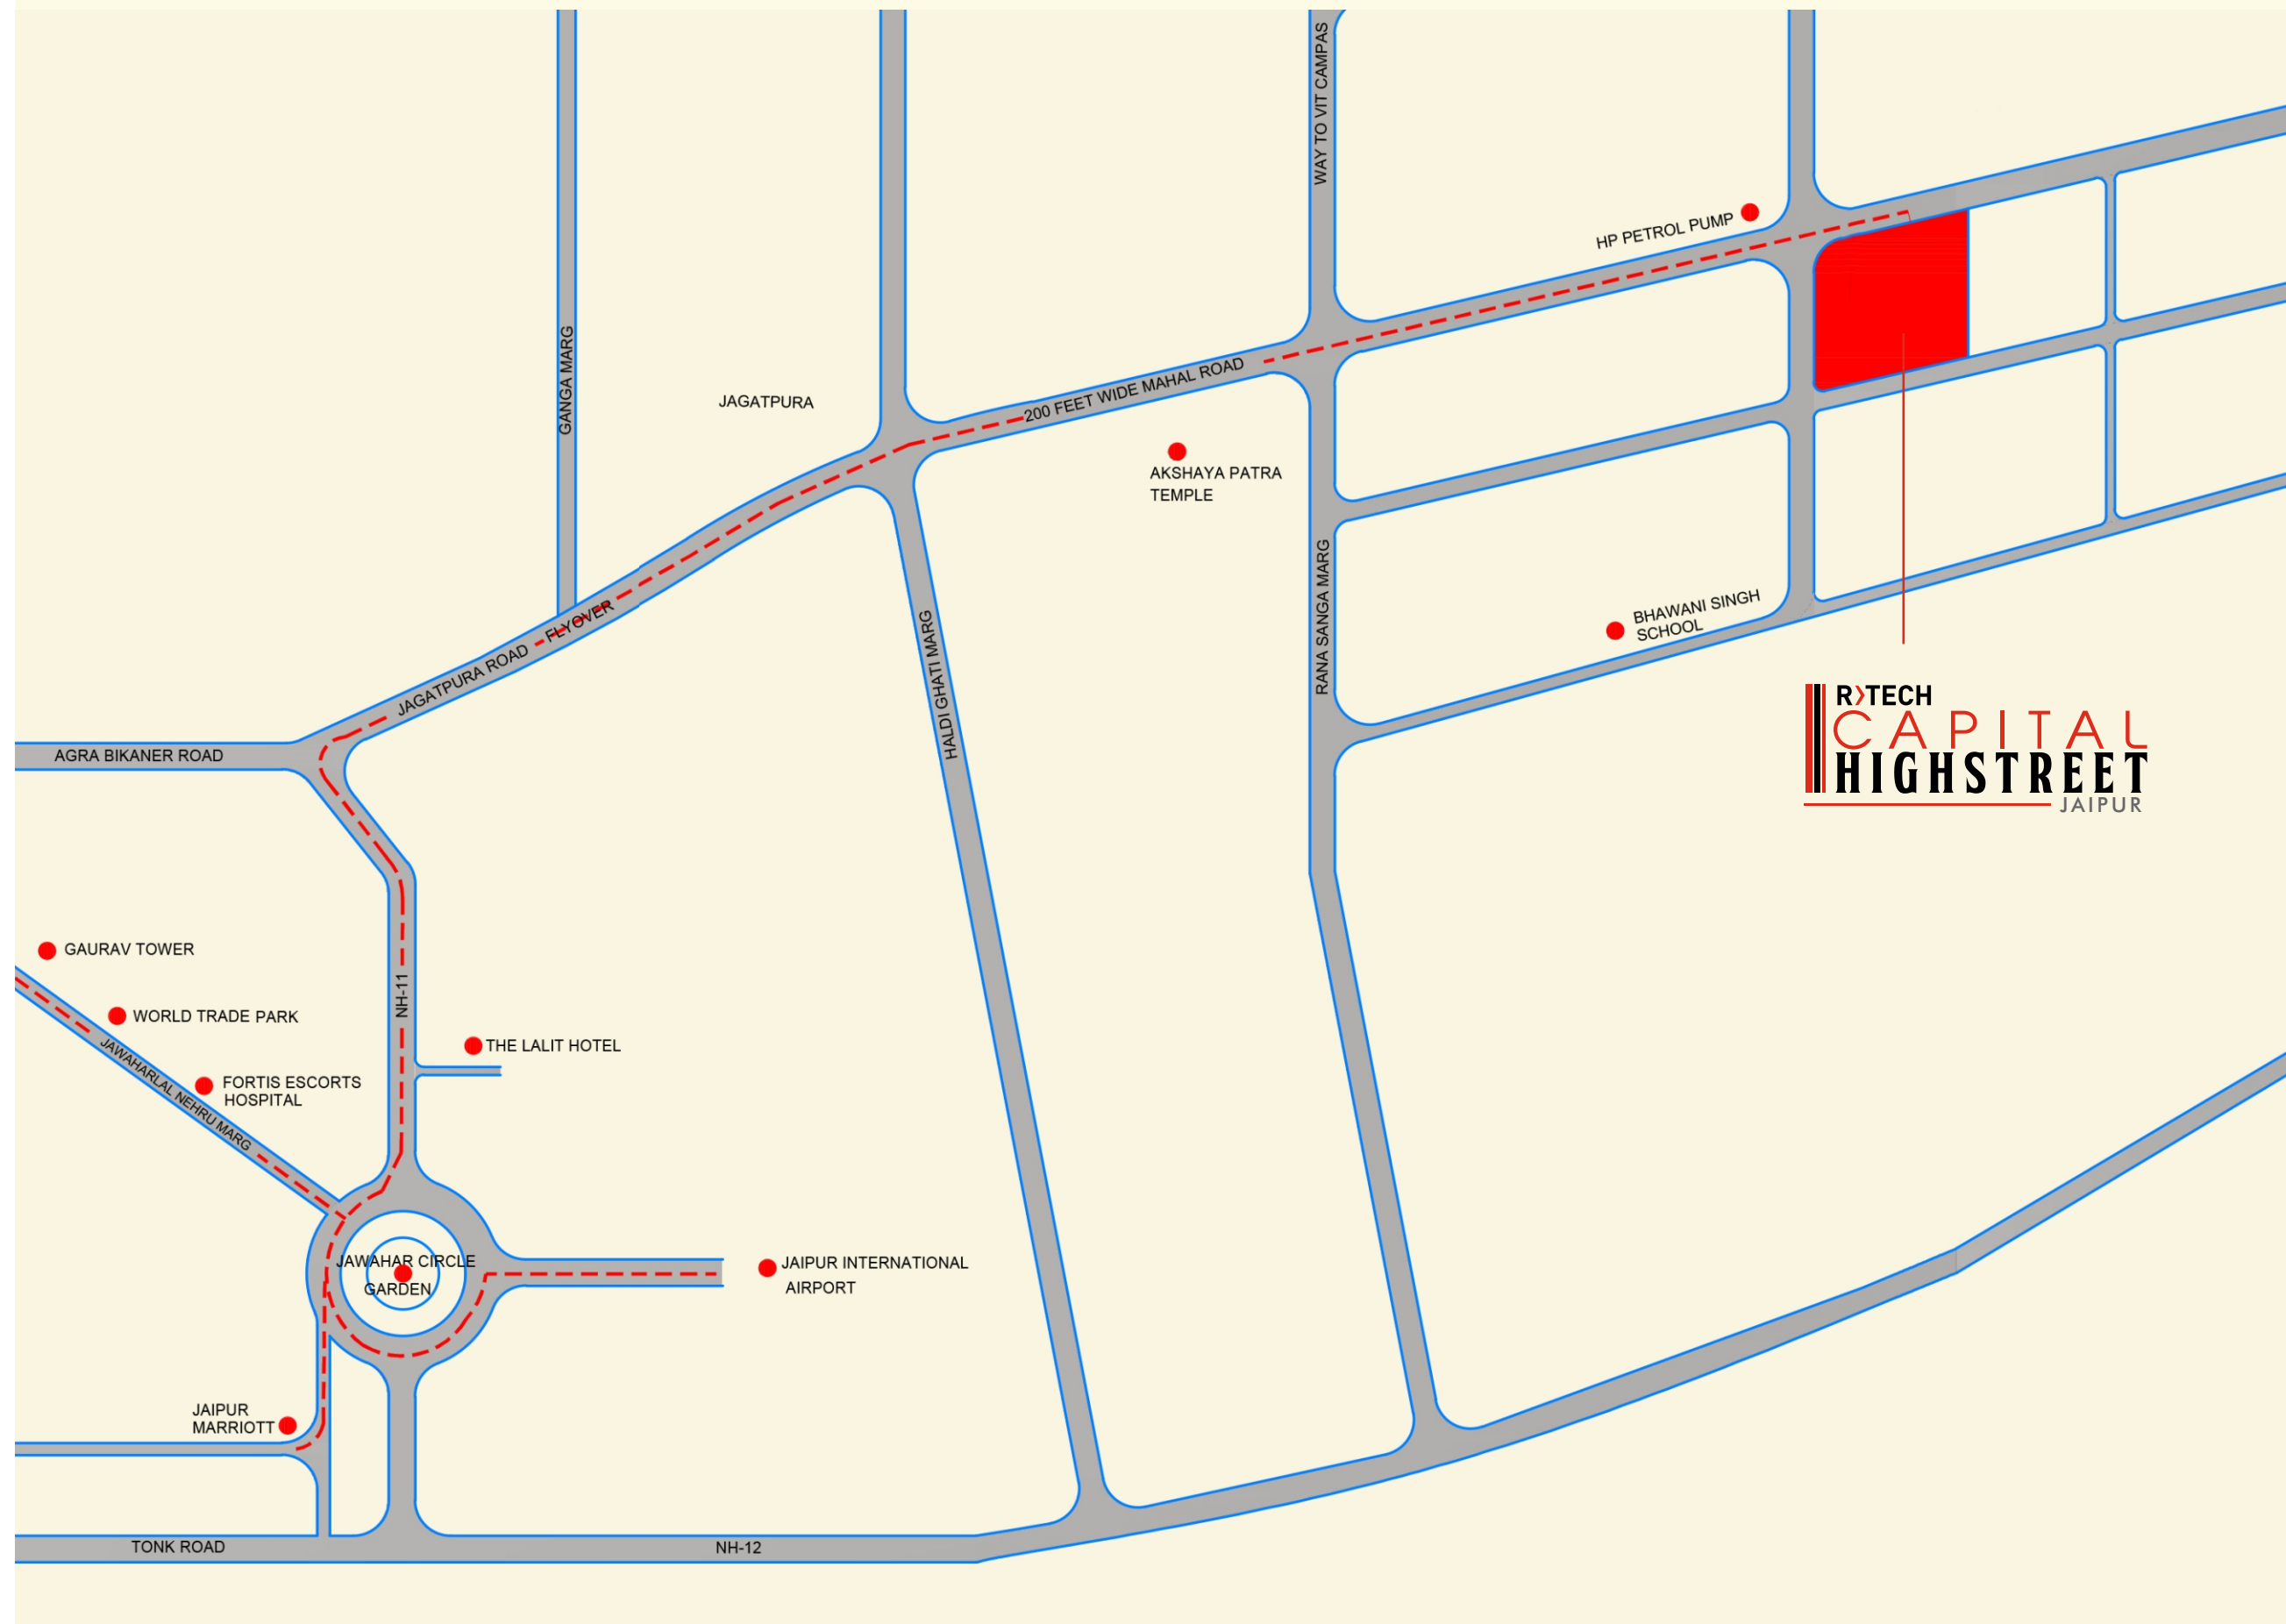 WAY TO VIT CAMPAS
HP PETROL PUMP
GANGA MARG
JAGATPURA
200 FEET WIDE MAHAL ROAD
AKSHAYA PATRA
TEMPLE
RANA SANGA MARG
BHAWANI SINGH
SCHOOL
FLYOVER
JAGATPURA ROAD
HALDI GHATI MARG
R>TECH
CAPITAL
HIGHSTREET
JAIPUR
AGRA BIKANER ROAD
GAURAV TOWER
NH-11
WORLD TRADE PARK
THE LALIT HOTEL
JAWAHARLAL NEHRU MARG
FORTIS ESCORTS
HOSPITAL
JAWAHAR CIRCLE
GARDEN
JAIPUR INTERNATIONAL
AIRPORT
JAIPUR
MARRIOTT
TONK ROAD
NH-12